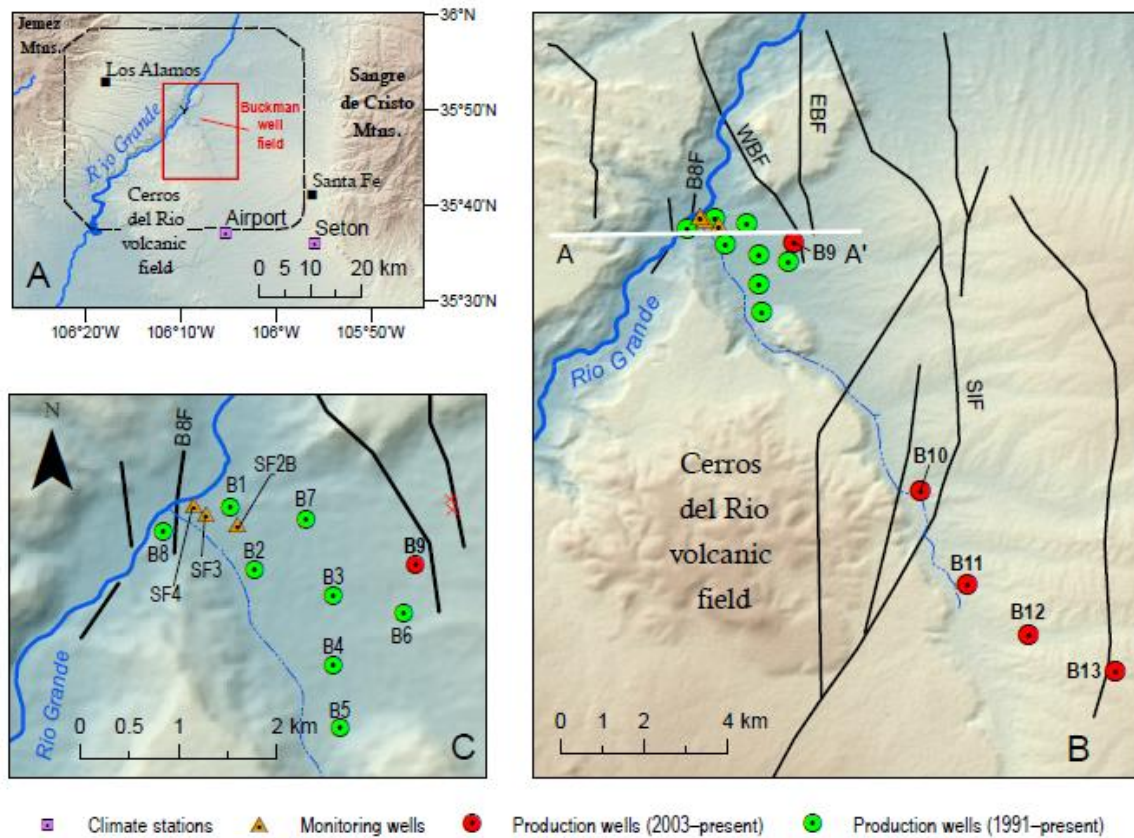 Jemez
Mtns.
Los Alamos
Rio Grande
Buckman
well
field
Sangre
de Cristo
Mtns.
Santa Fe
Cerros
del Rio
volcanic
field
Airport
Seton
A
0 5 10 20 km
36°N
35°50'N
35°40'N
35°30'N
106°20'W 106°10'W 106°W 105°50'W
N
B8F
SF2B
B1
B7
B8
SF4
SF3
B2
B9
B3
B6
B4
B5
Rio Grande
0 0.5 1 2 km
C
EBF
WBF
B8F
A
A'
B9
Rio Grande
SIF
Cerros
del Rio
volcanic
field
B10
B11
B12
B13
0 1 2 4 km
B
Climate stations Monitoring wells Production wells (2003–present) Production wells (1991–present)